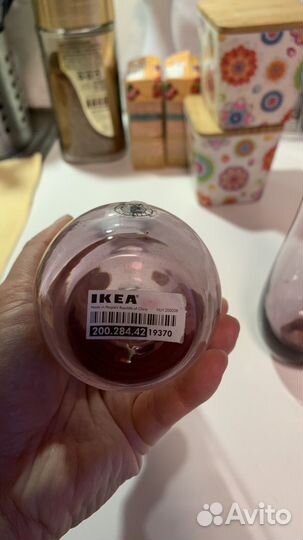 IKEA
Made in People's Republic of China
200.284.42 19370
Avito